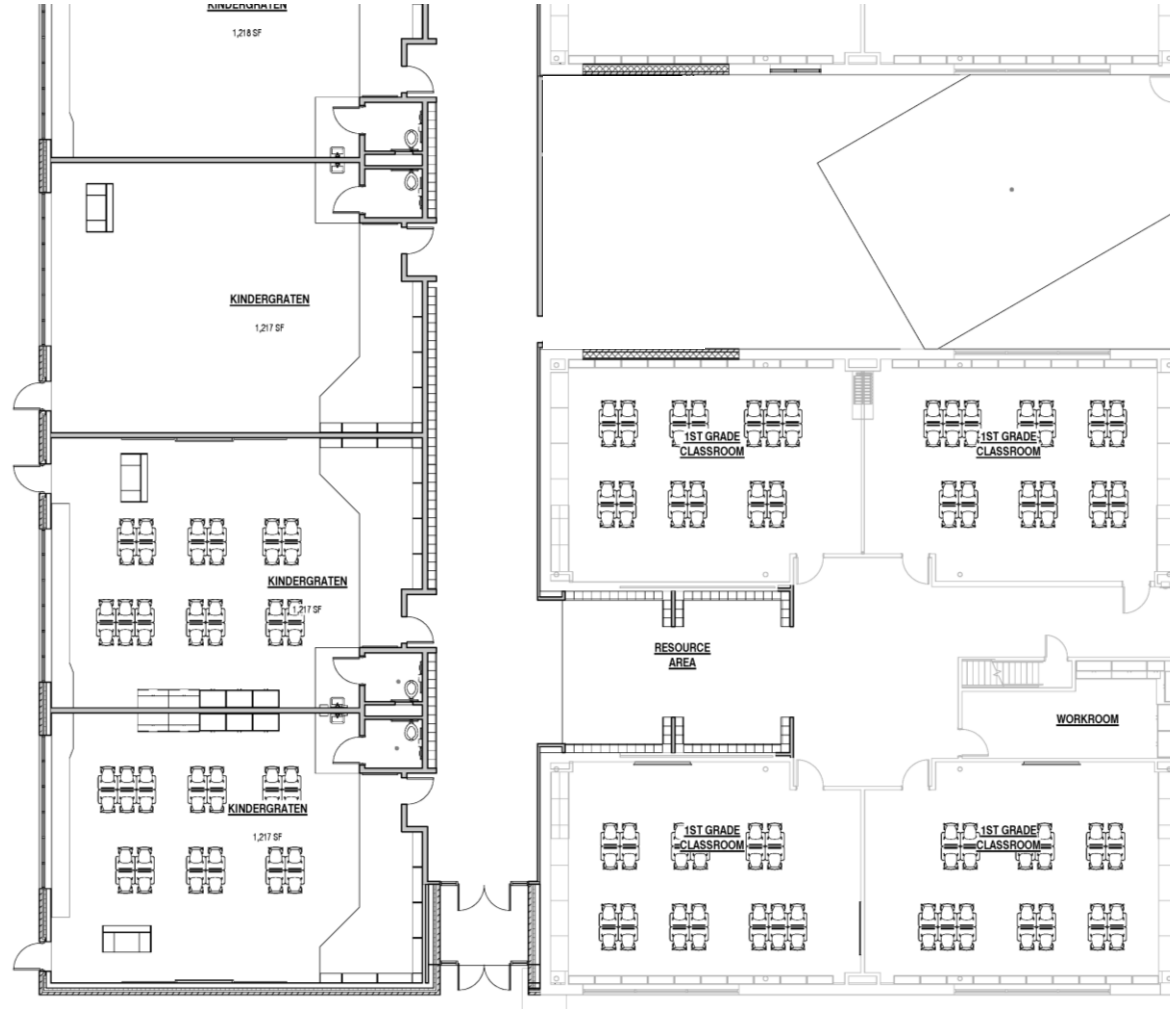 KINDERGRATEN
1,218 SF
KINDERGRATEN
1,217 SF
1ST GRADE
CLASSROOM
1ST GRADE
CLASSROOM
KINDERGRATEN
1,217 SF
RESOURCE
AREA
WORKROOM
KINDERGRATEN
1,217 SF
1ST GRADE
CLASSROOM
1ST GRADE
CLASSROOM